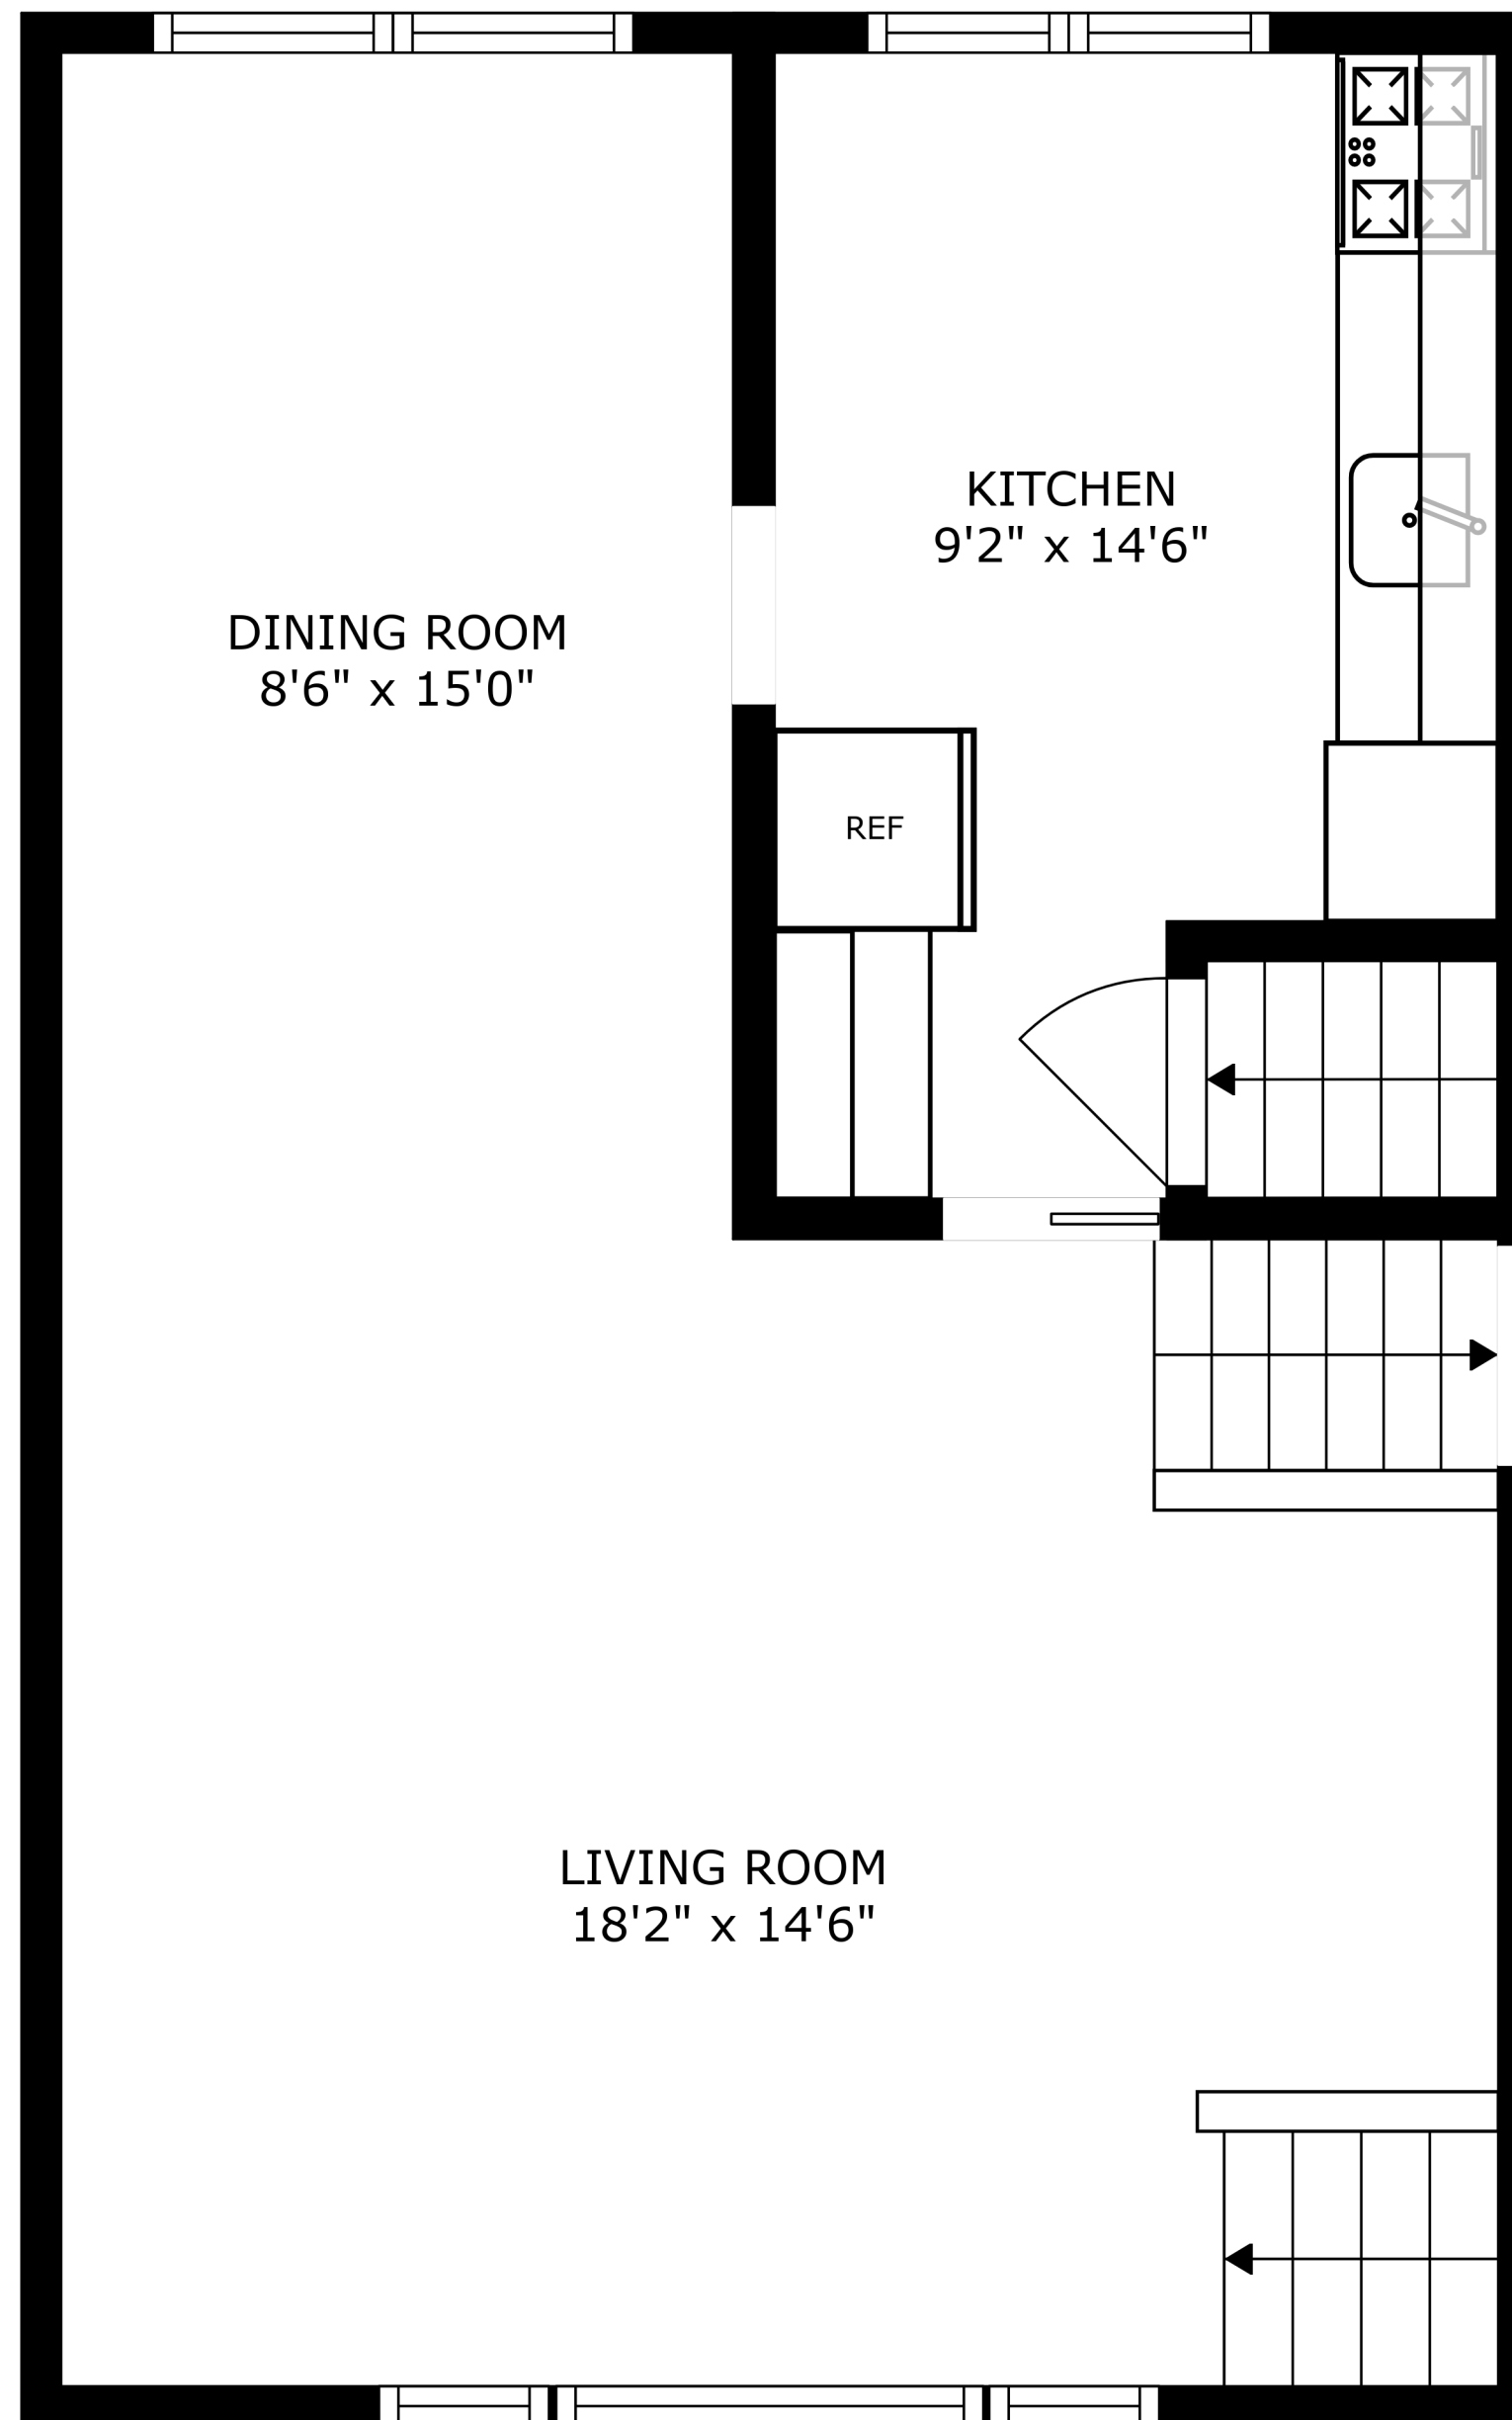 KITCHEN
9'2" x 14'6"
DINING ROOM
8'6" x 15'0"
REF
LIVING ROOM
18'2" x 14'6"